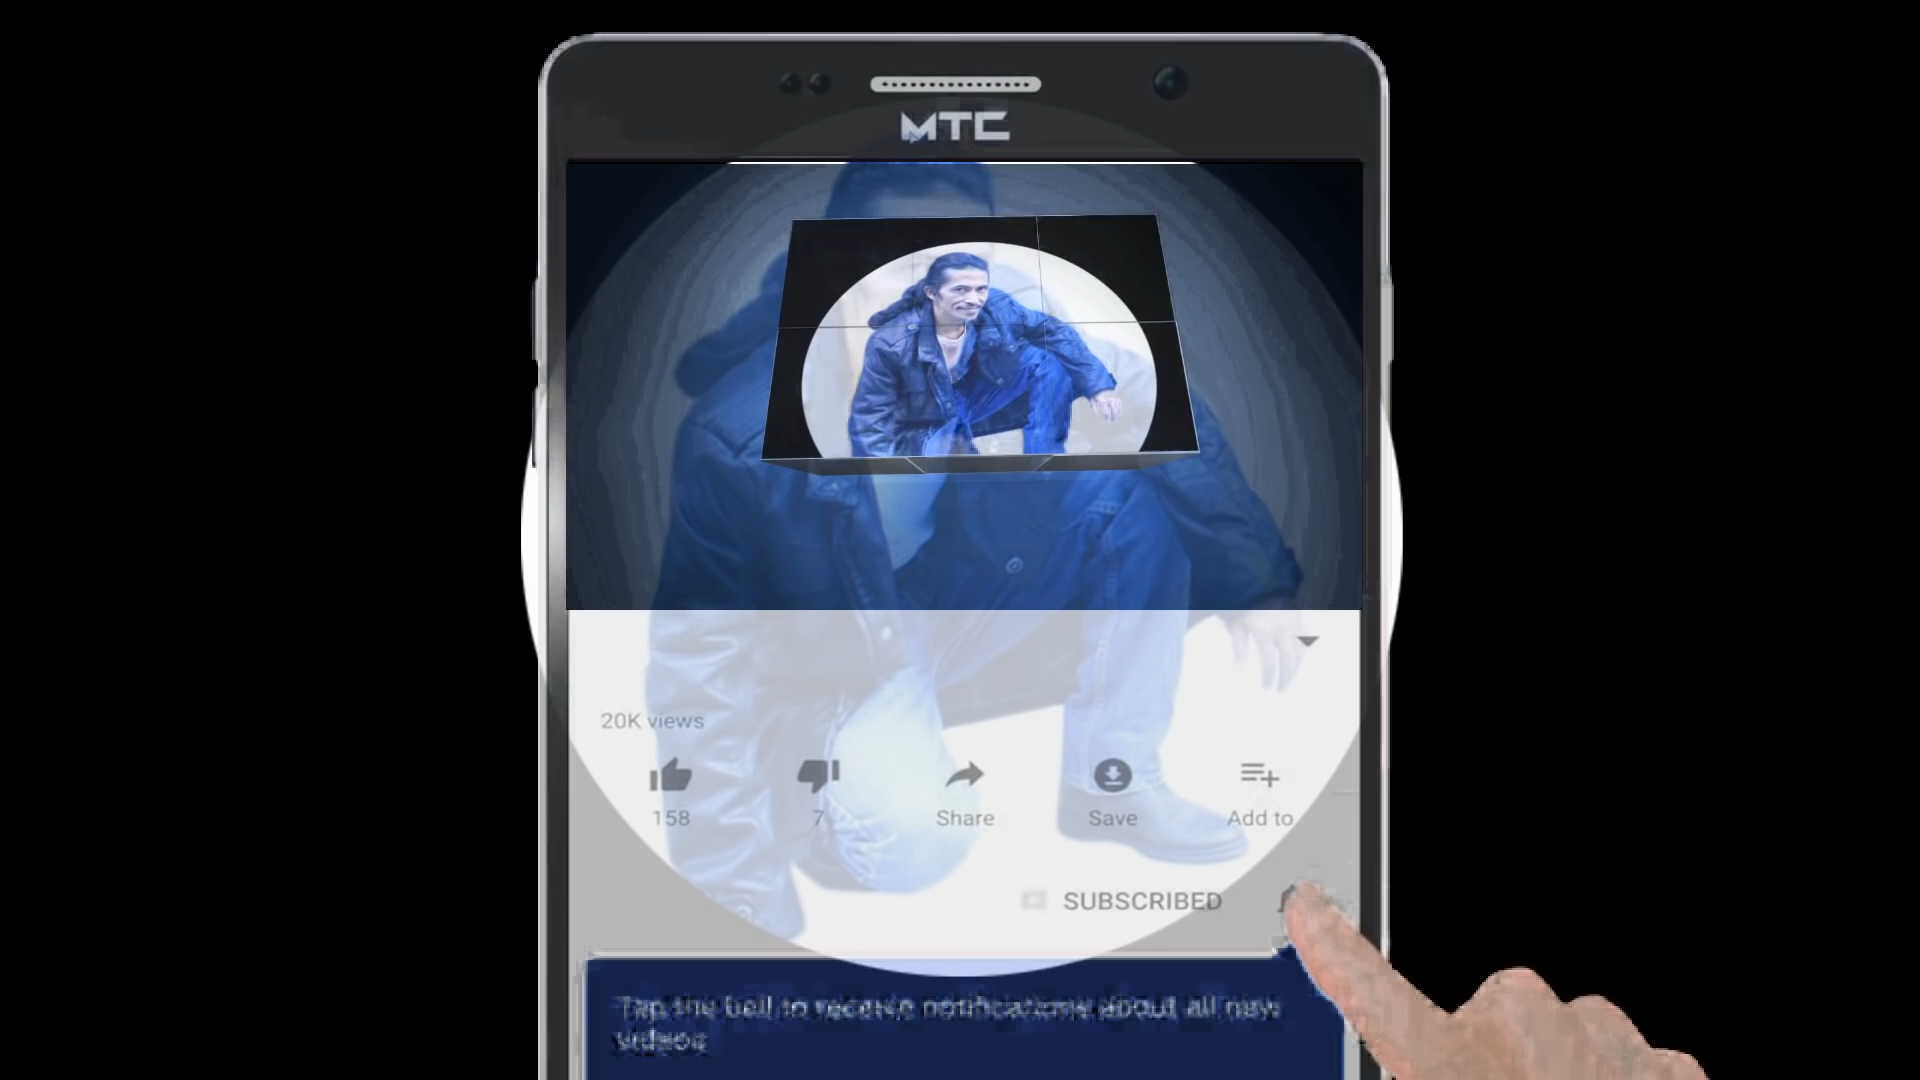 MTC
20K views
158
7
Share
Save
Add to
SUBSCRIBED
Tap the bell to receive notifications about all new
videos